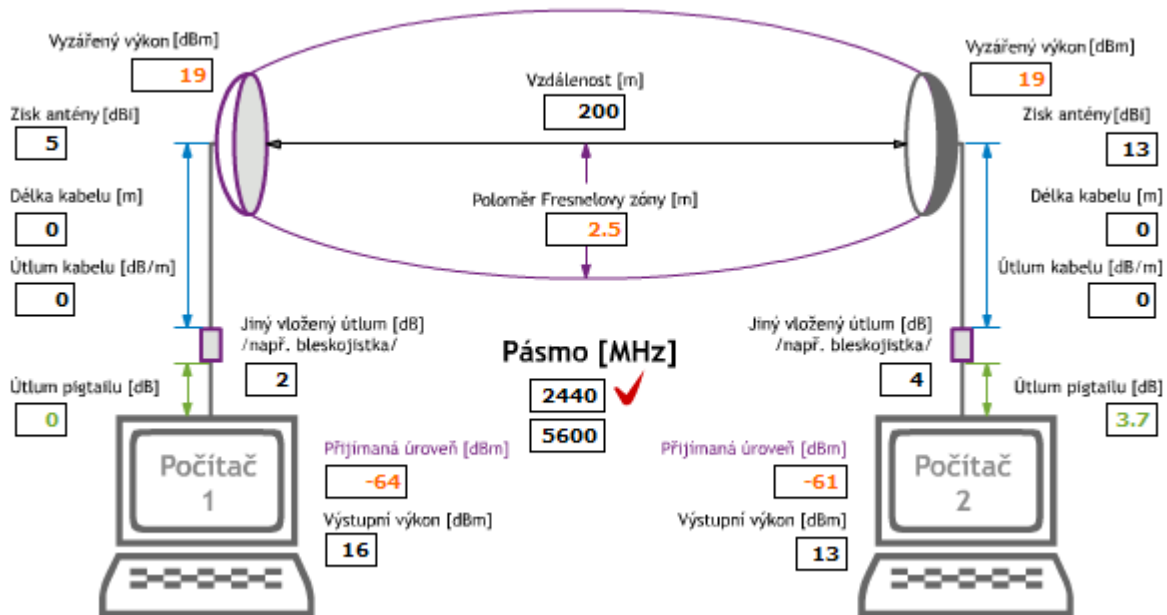 Vyzářený výkon [dBm]
19
Zisk antény [dBi]
5
Délka kabelu [m]
0
Útlum kabelu [dB/m]
0
Jiný vložený útlum [dB]
/např. bleskojistka/
2
Útlum pigtailu [dB]
0
Počítač
1
Přijímaná úroveň [dBm]
-64
Výstupní výkon [dBm]
16
Vzdálenost [m]
200
Poloměr Fresnelovy zóny [m]
2.5
Pásmo [MHz]
2440
5600
Vyzářený výkon [dBm]
19
Zisk antény [dBi]
13
Délka kabelu [m]
0
Útlum kabelu [dB/m]
0
Jiný vložený útlum [dB]
/např. bleskojistka/
4
Útlum pigtailu [dB]
3.7
Přijímaná úroveň [dBm]
-61
Výstupní výkon [dBm]
13
Počítač
2